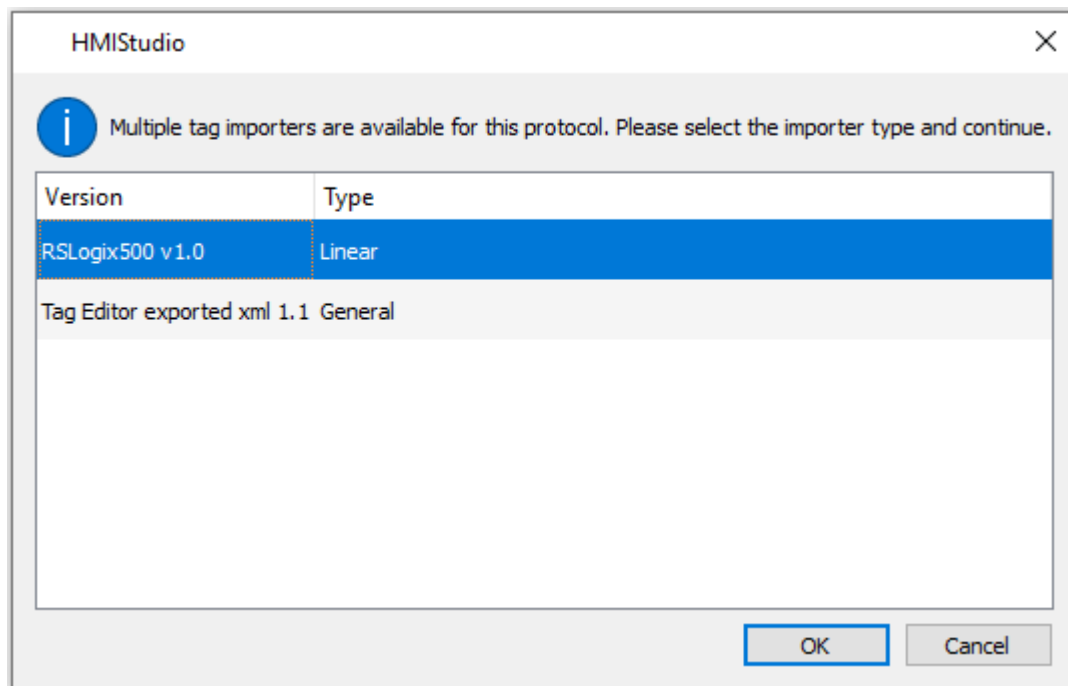 HMIStudio
Multiple tag importers are available for this protocol. Please select the importer type and continue.
Version Type
RSLogix500 v1.0 Linear
Tag Editor exported xml 1.1 General
OK Cancel